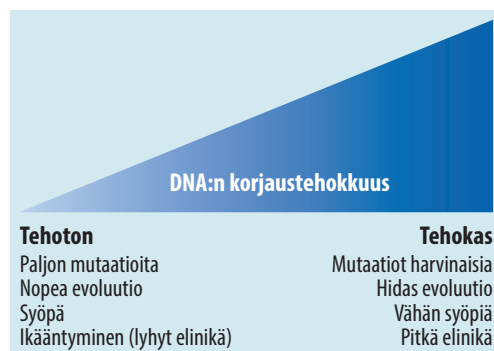 DNA:n korjaustehokkuus
Tehoton
Paljon mutaatioita
Nopea evoluutio
Syöpä
Ikääntyminen (lyhyt elinikä)
Tehokas
Mutaatiot harvinaisia
Hidas evoluutio
Vähän syöpiä
Pitkä elinikä